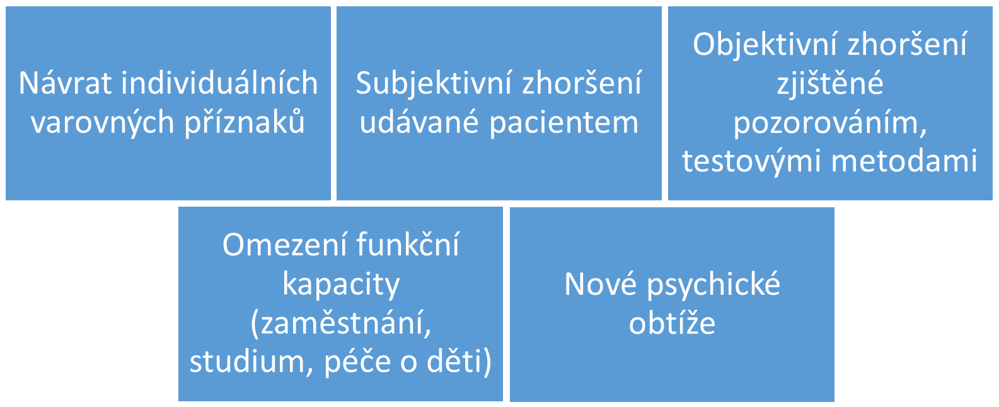 Návrat individuálních
varovných příznaků
Subjektivní zhoršení
udávané pacientem
Objektivní zhoršení
zjištěné
pozorováním,
testovými metodami
Omezení funkční
kapacity
(zaměstnání,
studium, péče o děti)
Nové psychické
obtíže